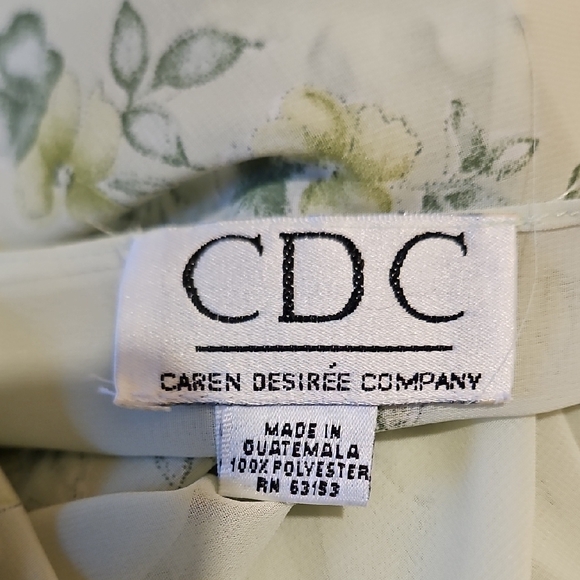 CDC
CAREN DESIRÉE COMPANY
MADE IN
GUATEMALA
100% POLYESTER
RN 63153